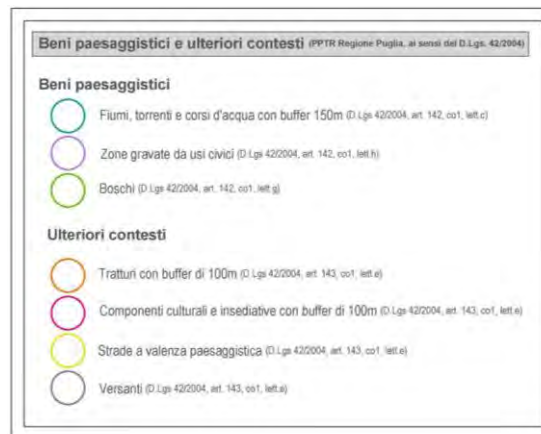 Beni paesaggistici e ulteriori contesti (PPTR Regione Puglia, ai sensi del D.Lgs. 42/2004)
Beni paesaggistici
Fiumi, torrenti e corsi d'acqua con buffer 150m (D.Lgs 42/2004, art. 142, co1, lett.c)
Zone gravate da usi civici (D.Lgs 42/2004, art. 142, co1, lett.h)
Boschi (D.Lgs 42/2004, art. 142, co1, lett.g)
Ulteriori contesti
Tratturi con buffer di 100m (D.Lgs 42/2004, art. 143, co1, lett.e)
Componenti culturali e insediative con buffer di 100m (D.Lgs 42/2004, art. 143, co1, lett.e)
Strade a valenza paesaggistica (D.Lgs 42/2004, art. 143, co1, lett.e)
Versanti (D.Lgs 42/2004, art. 143, co1, lett.e)